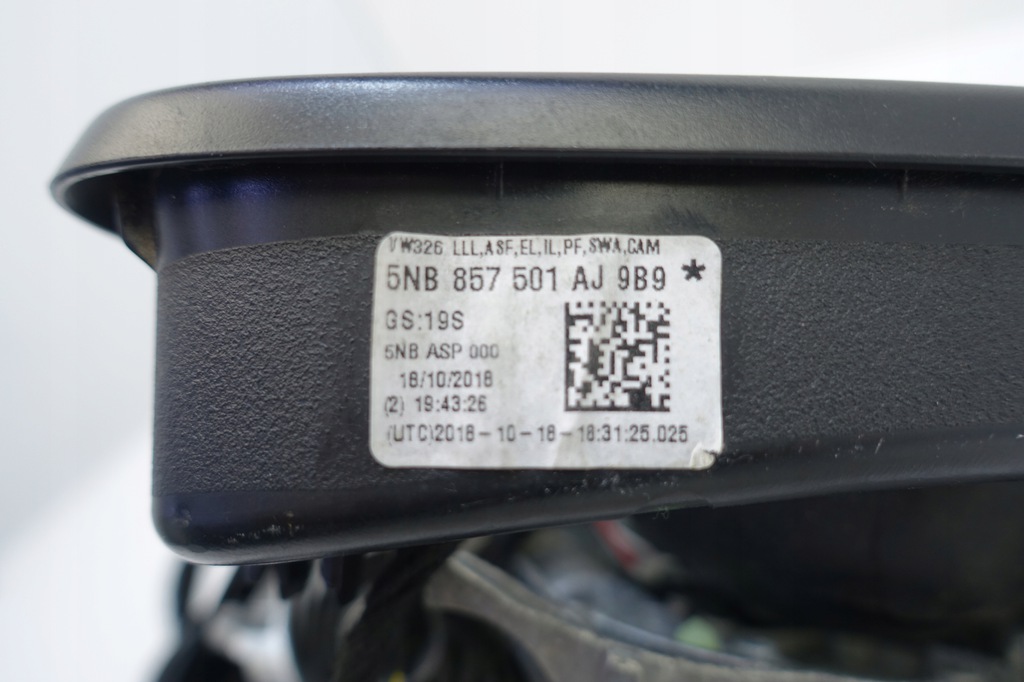 VW326 LLL,ASF,EL,IL,PF,SWA,CAM
5NB 857 501 AJ 9B9 *
GS:19S
5NB ASP 000
18/10/2018
(2) 19:43:26
(UTC)2018-10-18-18:31:25.025